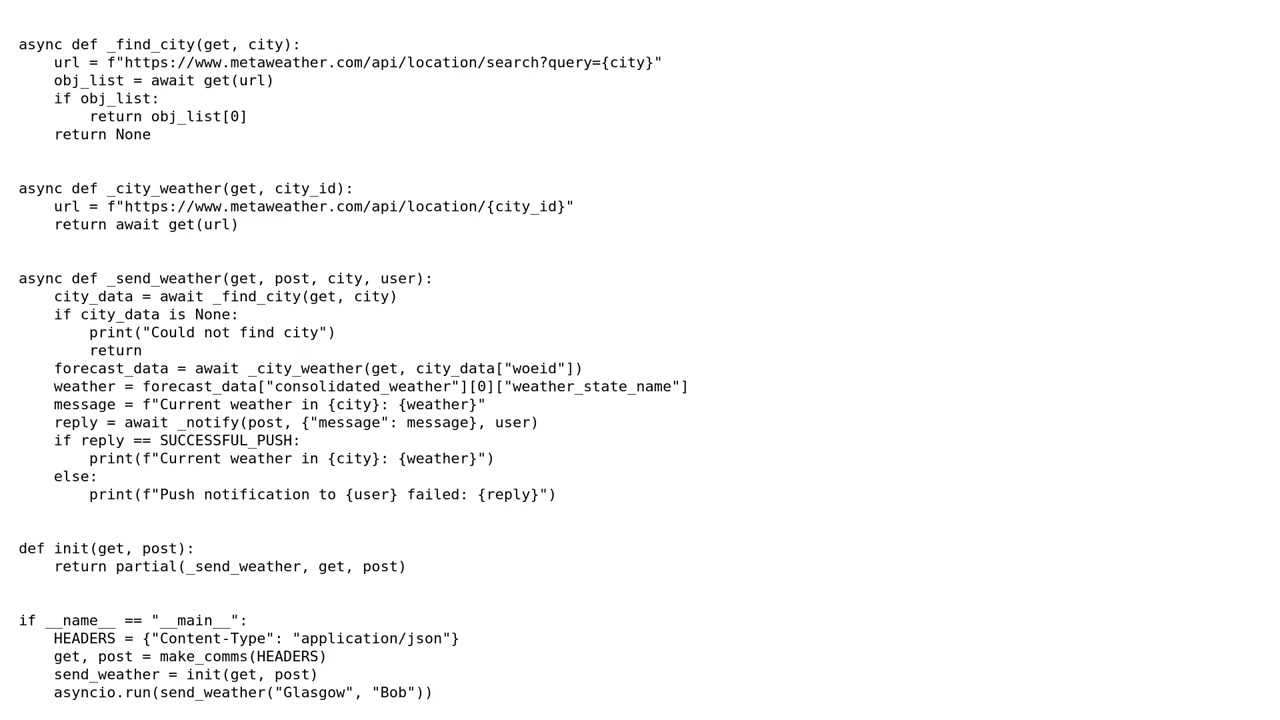 async def _find_city(get, city):
    url = f"https://www.metaweather.com/api/location/search?query={city}"
    obj_list = await get(url)
    if obj_list:
        return obj_list[0]
    return None
async def _city_weather(get, city_id):
    url = f"https://www.metaweather.com/api/location/{city_id}"
    return await get(url)
async def _send_weather(get, post, city, user):
    city_data = await _find_city(get, city)
    if city_data is None:
        print("Could not find city")
        return
    forecast_data = await _city_weather(get, city_data["woeid"])
    weather = forecast_data["consolidated_weather"][0]["weather_state_name"]
    message = f"Current weather in {city}: {weather}"
    reply = await _notify(post, {"message": message}, user)
    if reply == SUCCESSFUL_PUSH:
        print(f"Current weather in {city}: {weather}")
    else:
        print(f"Push notification to {user} failed: {reply}")
def init(get, post):
    return partial(_send_weather, get, post)
if __name__ == "__main__":
    HEADERS = {"Content-Type": "application/json"}
    get, post = make_comms(HEADERS)
    send_weather = init(get, post)
    asyncio.run(send_weather("Glasgow", "Bob"))